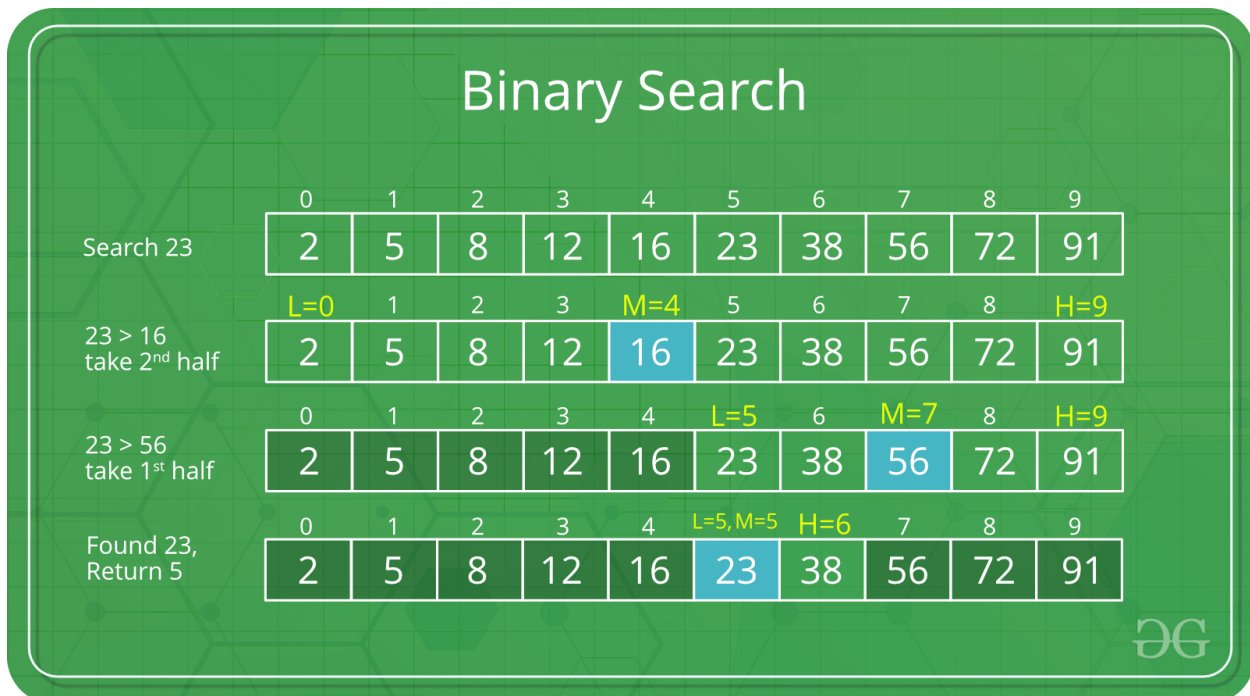 Binary Search
0 1 2 3 4 5 6 7 8 9
Search 23 2 5 8 12 16 23 38 56 72 91
L=0 1 2 3 M=4 5 6 7 8 H=9
23 > 16
take 2nd half 2 5 8 12 16 23 38 56 72 91
0 1 2 3 4 L=5 6 M=7 8 H=9
23 > 56
take 1st half 2 5 8 12 16 23 38 56 72 91
0 1 2 3 4 L=5, M=5 H=6 7 8 9
Found 23,
Return 5 2 5 8 12 16 23 38 56 72 91